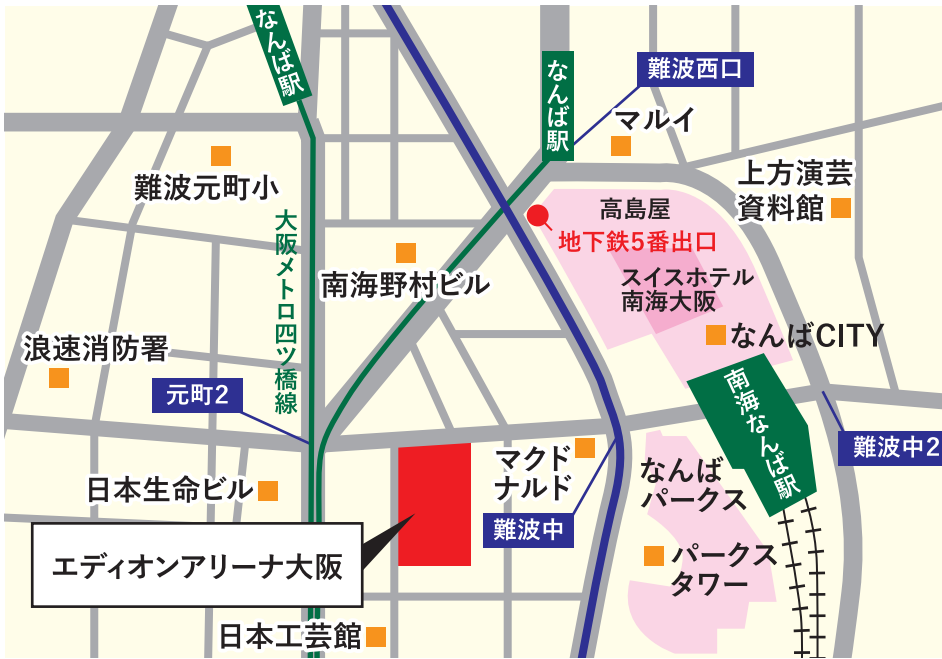 なんば駅
なんば駅
難波西口
マルイ
難波元町小
上方演芸
資料館
高島屋
地下鉄5番出口
大阪メトロ四ツ橋線
南海野村ビル
スイスホテル
南海大阪
なんばCITY
浪速消防署
元町2
南海なんば駅
難波中2
マクド
ナルド
なんば
パークス
日本生命ビル
難波中
パークス
タワー
エディオンアリーナ大阪
日本工芸館